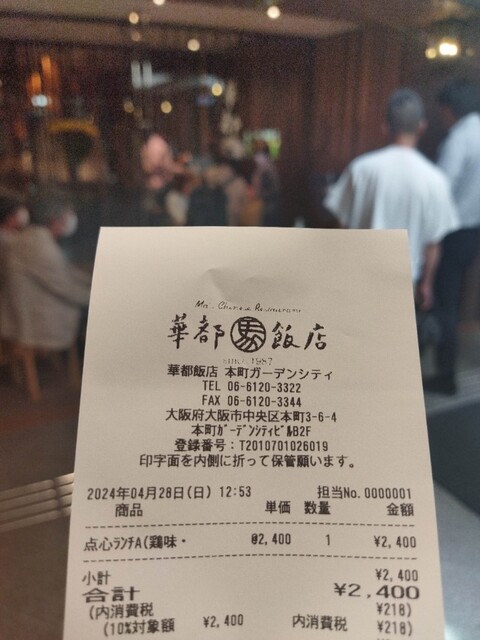 Ma's Chinese Restaurant
華都馬飯店
since 1957
華都飯店 本町ガーデンシティ
TEL 06-6120-3322
FAX 06-6120-3344
大阪府大阪市中央区本町3-6-4
本町ｶﾞｰﾃﾞﾝｼﾃｨﾋﾞﾙB2F
登録番号:T2010701026019
印字面を内側に折って保管願います。
2024年04月28日(日) 12:53 担当No.0000001
商品 単価 数量 金額
点心ﾗﾝﾁA(鶏味・ @2,400 1 ¥2,400
小計 ¥2,400
合計 ¥2,400
(内消費税 ¥218)
(10%対象額 ¥2,400 内消費税 ¥218)